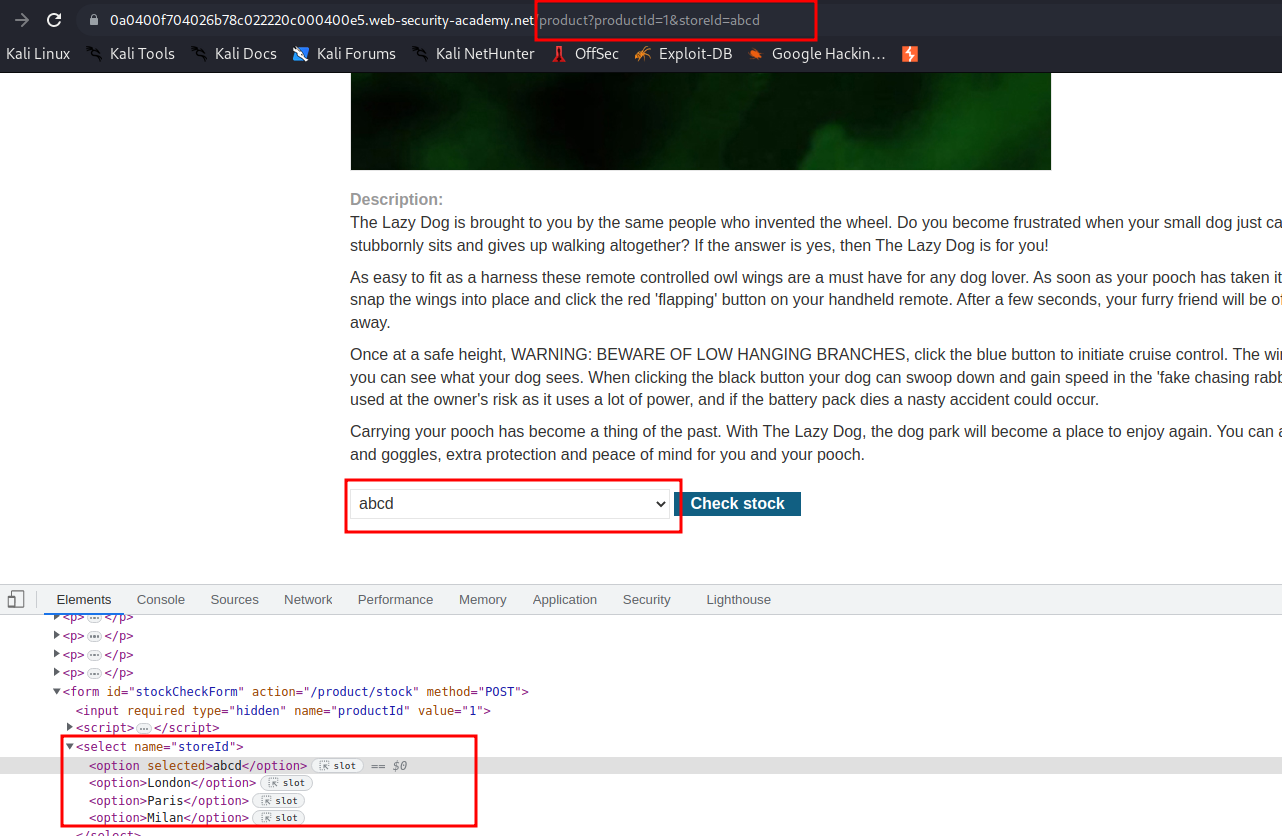 0a0400f704026b78c022220c000400e5.web-security-academy.net/product?productId=1&storeId=abcd
Kali Linux Kali Tools Kali Docs Kali Forums Kali NetHunter OffSec Exploit-DB Google Hackin…
Description:
The Lazy Dog is brought to you by the same people who invented the wheel. Do you become frustrated when your small dog just ca
stubbornly sits and gives up walking altogether? If the answer is yes, then The Lazy Dog is for you!
As easy to fit as a harness these remote controlled owl wings are a must have for any dog lover. As soon as your pooch has taken it
snap the wings into place and click the red 'flapping' button on your handheld remote. After a few seconds, your furry friend will be of
away.
Once at a safe height, WARNING: BEWARE OF LOW HANGING BRANCHES, click the blue button to initiate cruise control. The win
you can see what your dog sees. When clicking the black button your dog can swoop down and gain speed in the 'fake chasing rabb
used at the owner's risk as it uses a lot of power, and if the battery pack dies a nasty accident could occur.
Carrying your pooch has become a thing of the past. With The Lazy Dog, the dog park will become a place to enjoy again. You can a
and goggles, extra protection and peace of mind for you and your pooch.
abcd Check stock
Elements Console Sources Network Performance Memory Application Security Lighthouse
<p>…</p>
<p>…</p>
<p>…</p>
<p>…</p>
<form id="stockCheckForm" action="/product/stock" method="POST">
<input required type="hidden" name="productId" value="1">
<script>…</script>
<select name="storeId">
<option selected>abcd</option> slot == $0
<option>London</option> slot
<option>Paris</option> slot
<option>Milan</option> slot
</select>